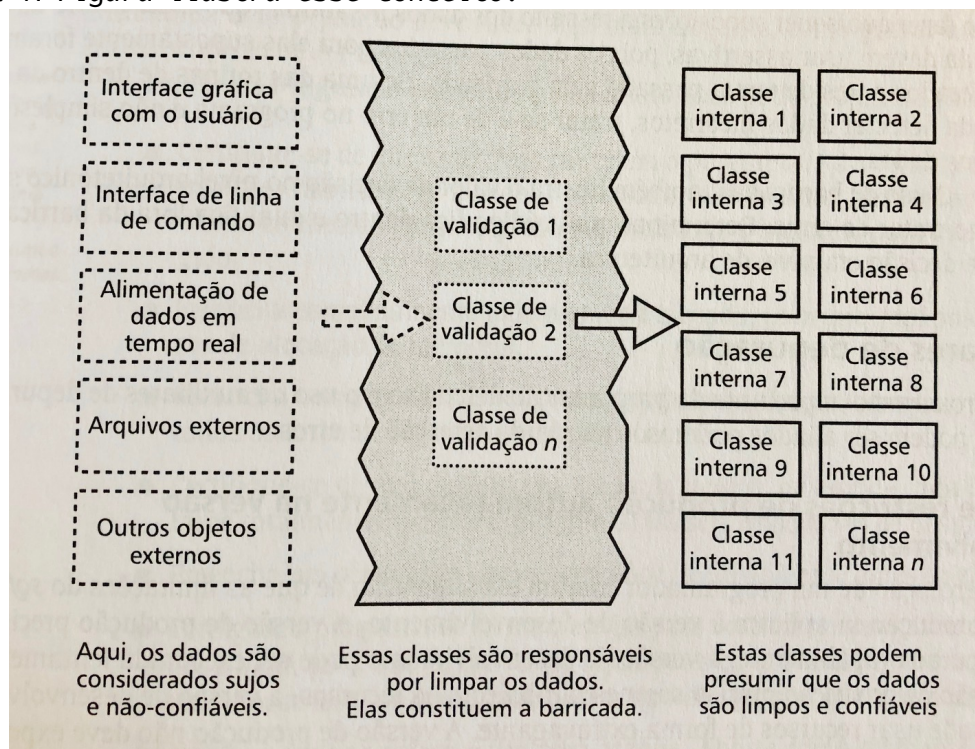 Interface gráfica
com o usuário
Interface de linha
de comando
Alimentação de
dados em
tempo real
Arquivos externos
Outros objetos
externos
Aqui, os dados são
considerados sujos
e não-confiáveis.
Classe de
validação 1
Classe de
validação 2
Classe de
validação n
Essas classes são responsáveis
por limpar os dados.
Elas constituem a barricada.
Classe
interna 1
Classe
interna 2
Classe
interna 3
Classe
interna 4
Classe
interna 5
Classe
interna 6
Classe
interna 7
Classe
interna 8
Classe
interna 9
Classe
interna 10
Classe
interna 11
Classe
interna n
Estas classes podem
presumir que os dados
são limpos e confiáveis